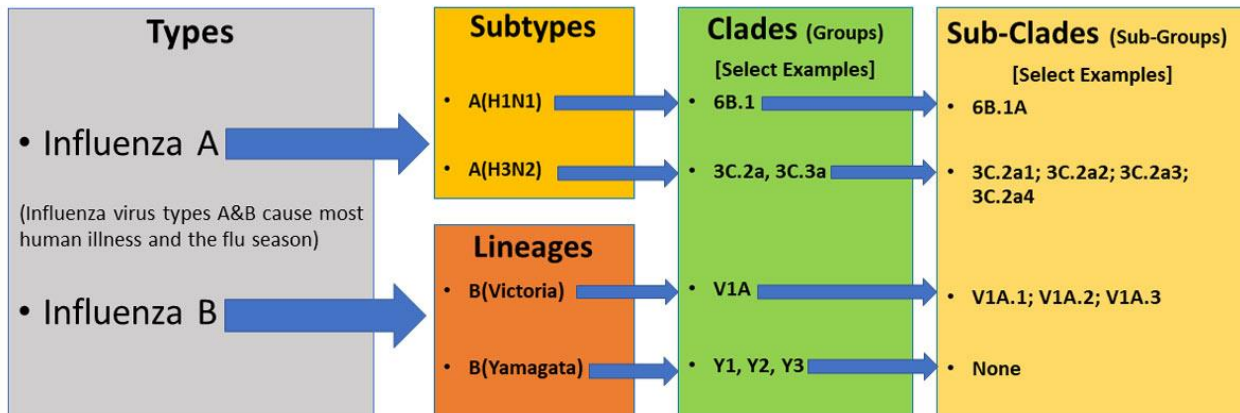 Types
• Influenza A
(Influenza virus types A&B cause most
human illness and the flu season)
• Influenza B
Subtypes
• A(H1N1)
• A(H3N2)
Lineages
• B(Victoria)
• B(Yamagata)
Clades (Groups)
[Select Examples]
• 6B.1
• 3C.2a, 3C.3a
• V1A
• Y1, Y2, Y3
Sub-Clades (Sub-Groups)
[Select Examples]
• 6B.1A
• 3C.2a1; 3C.2a2; 3C.2a3;
3C.2a4
• V1A.1; V1A.2; V1A.3
• None